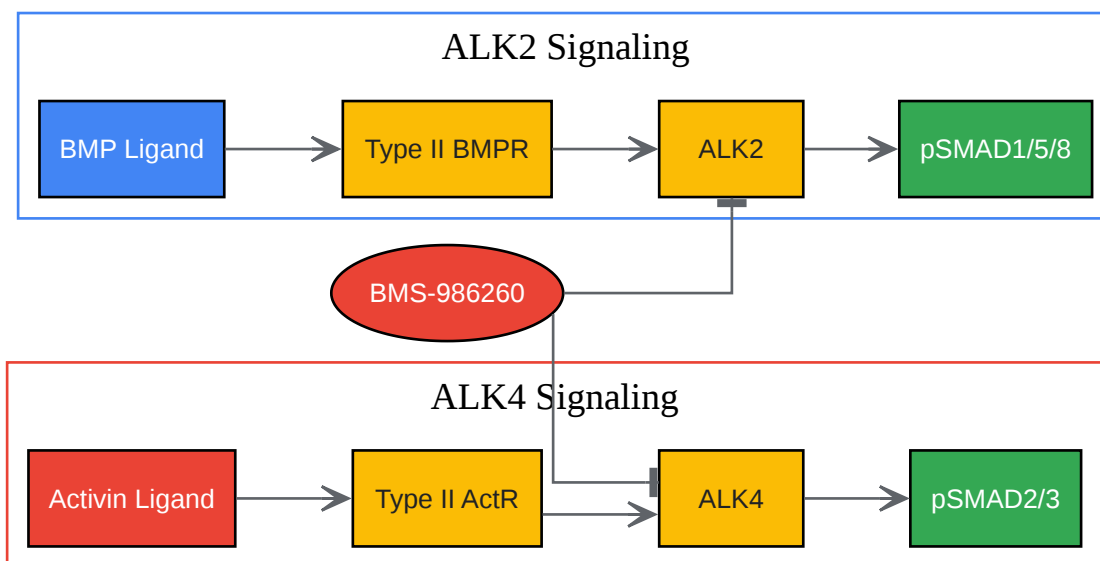 ALK2 Signaling
BMP Ligand
Type II BMPR
ALK2
pSMAD1/5/8
BMS-986260
ALK4 Signaling
Activin Ligand
Type II ActR
ALK4
pSMAD2/3